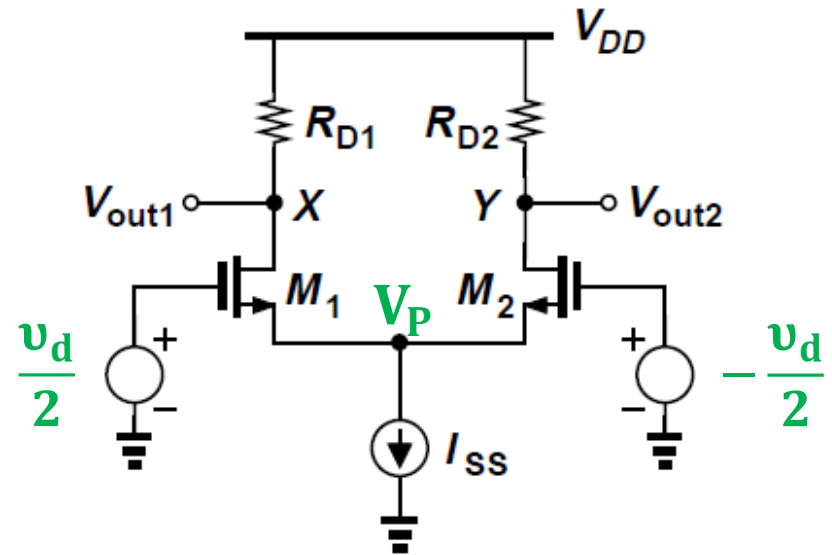 V_DD
R_D1 R_D2
V_out1 X Y V_out2
M_1 V_P M_2
+ +
υ_d/2 − υ_d/2
− −
I_SS